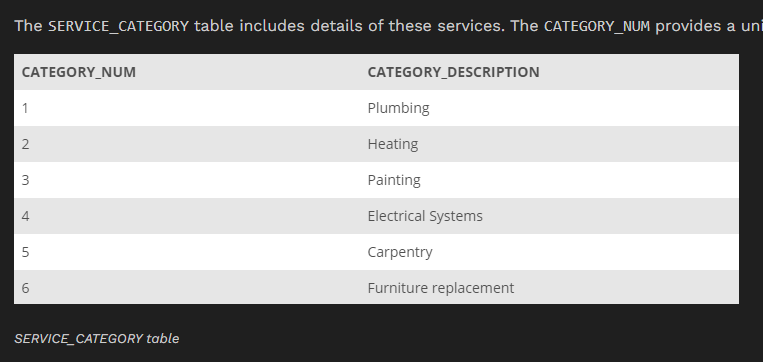 The SERVICE_CATEGORY table includes details of these services. The CATEGORY_NUM provides a uni
CATEGORY_NUM CATEGORY_DESCRIPTION
1 Plumbing
2 Heating
3 Painting
4 Electrical Systems
5 Carpentry
6 Furniture replacement
SERVICE_CATEGORY table